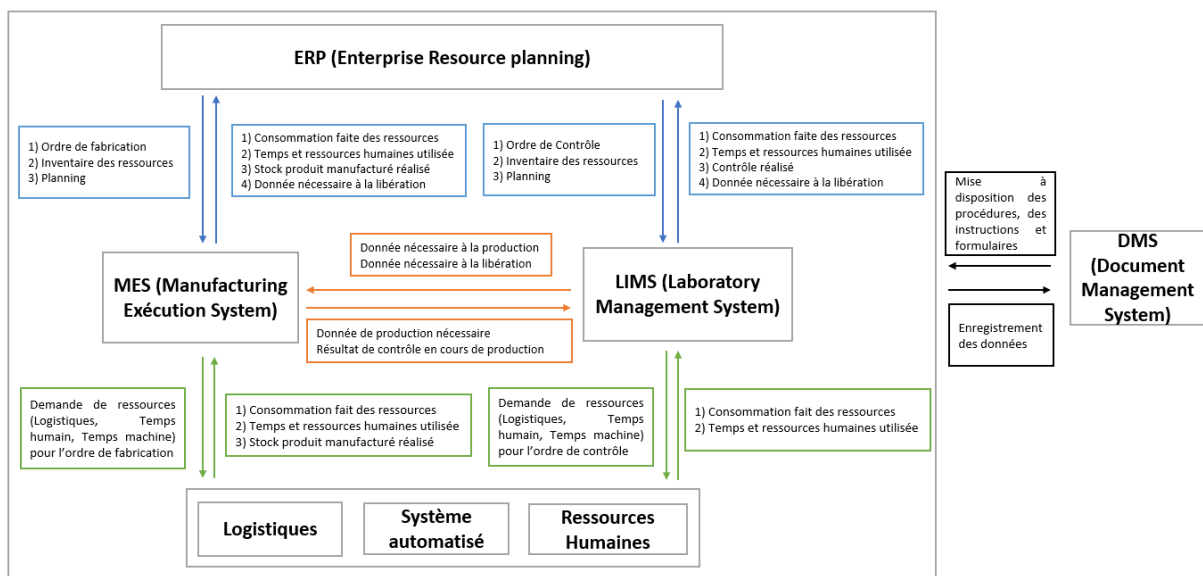 ERP (Enterprise Resource planning)
1) Ordre de fabrication
2) Inventaire des ressources
3) Planning
1) Consommation faite des ressources
2) Temps et ressources humaines utilisée
3) Stock produit manufacturé réalisé
4) Donnée nécessaire à la libération
1) Ordre de Contrôle
2) Inventaire des ressources
3) Planning
1) Consommation faite des ressources
2) Temps et ressources humaines utilisée
3) Contrôle réalisé
4) Donnée nécessaire à la libération
Mise à
disposition des
procédures, des
instructions et
formulaires
MES (Manufacturing
Exécution System)
Donnée nécessaire à la production
Donnée nécessaire à la libération
LIMS (Laboratory
Management System)
DMS
(Document
Management
System)
Donnée de production nécessaire
Résultat de contrôle en cours de production
Enregistrement
des données
Demande de ressources
(Logistiques, Temps
humain, Temps machine)
pour l'ordre de fabrication
1) Consommation fait des ressources
2) Temps et ressources humaines utilisée
3) Stock produit manufacturé réalisé
Demande de ressources
(Logistiques, Temps
humain, Temps machine)
pour l'ordre de contrôle
1) Consommation fait des ressources
2) Temps et ressources humaines utilisée
Logistiques
Système
automatisé
Ressources
Humaines